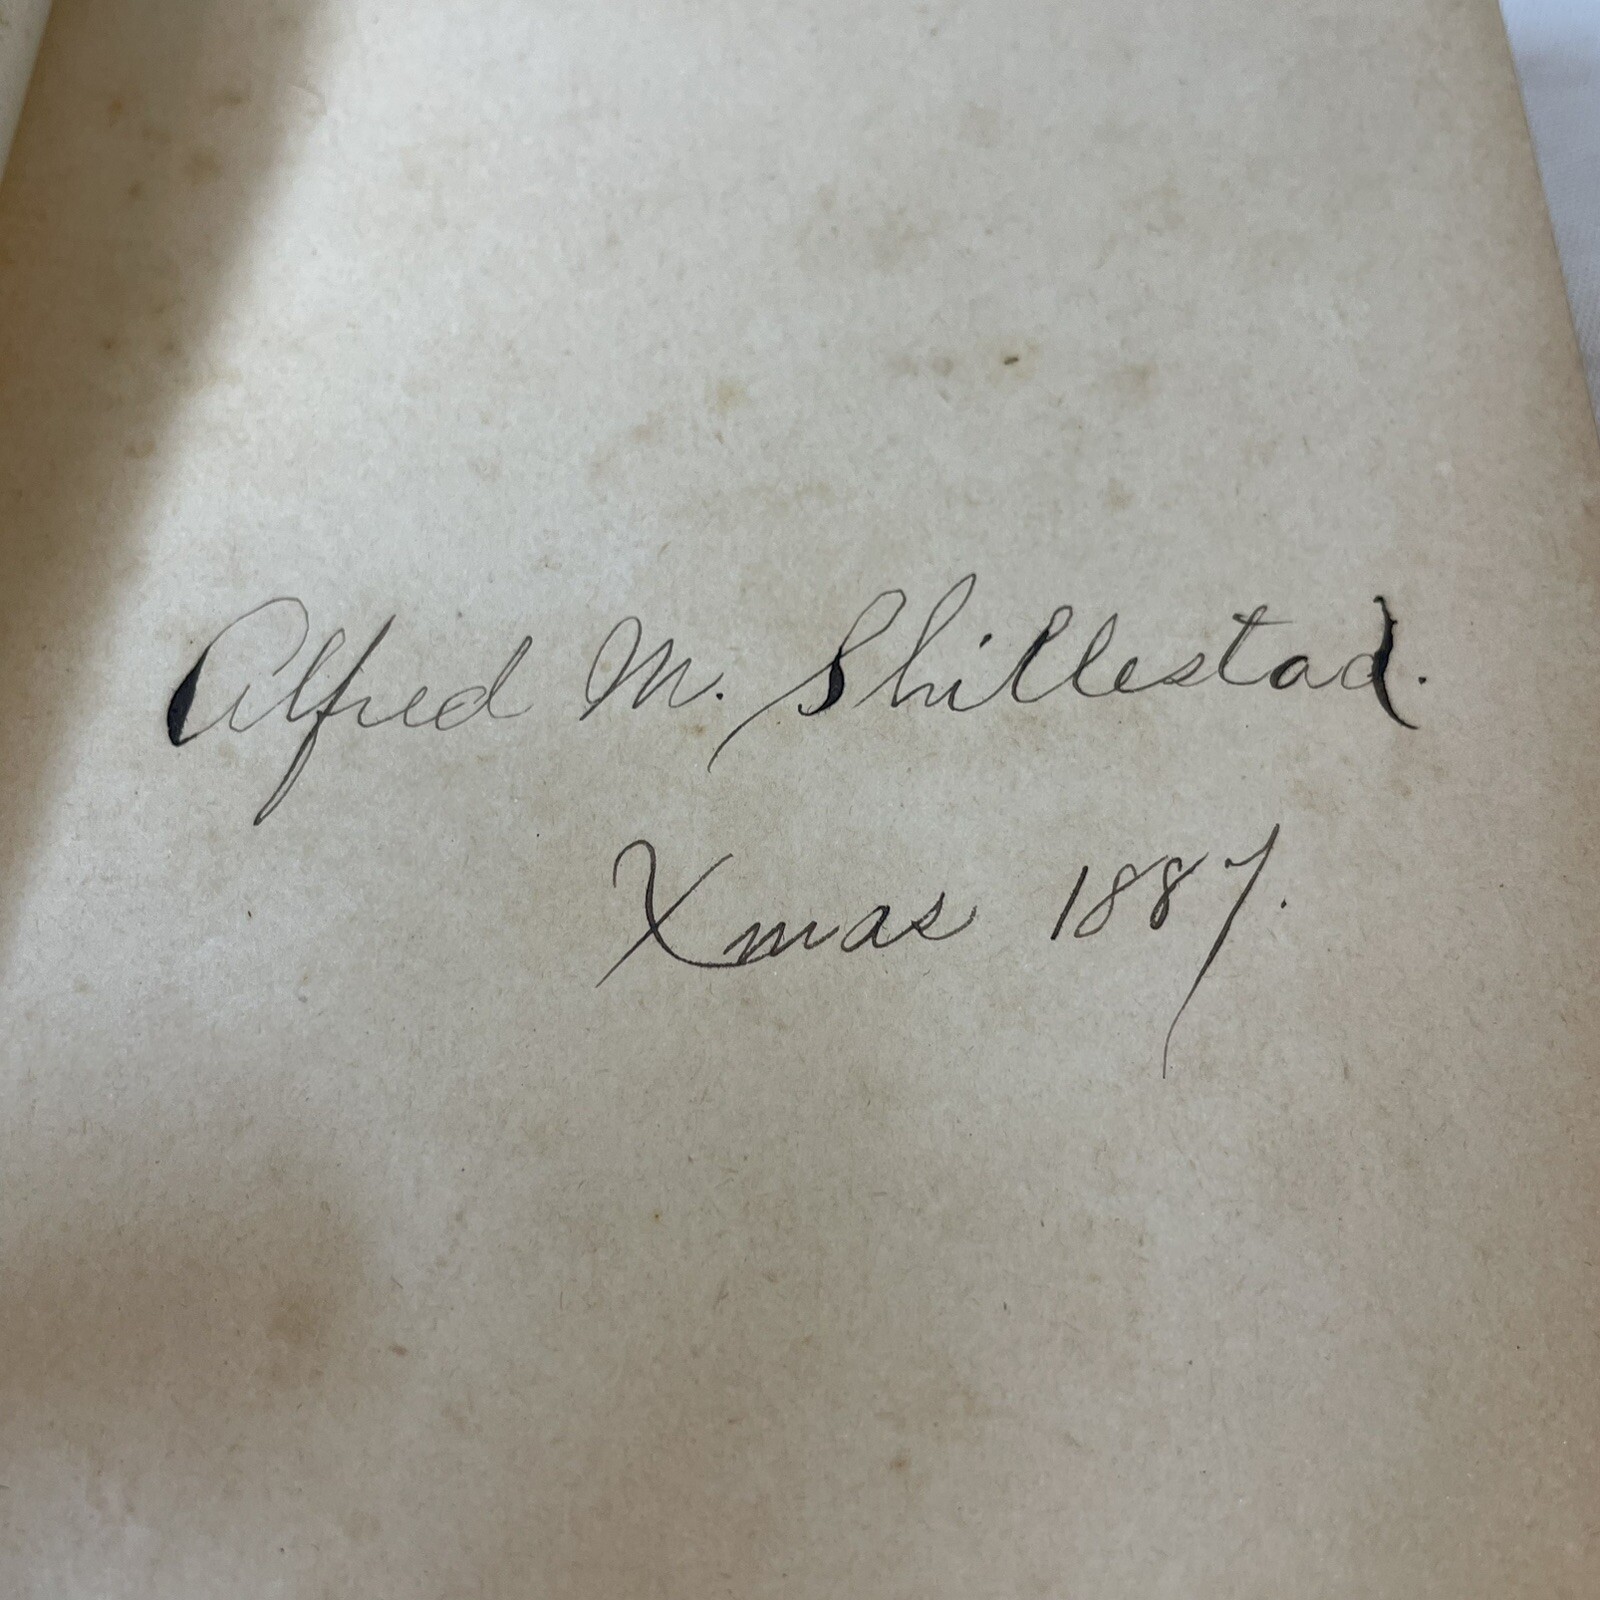 Alfred M. Shillestad.
Xmas 1887.